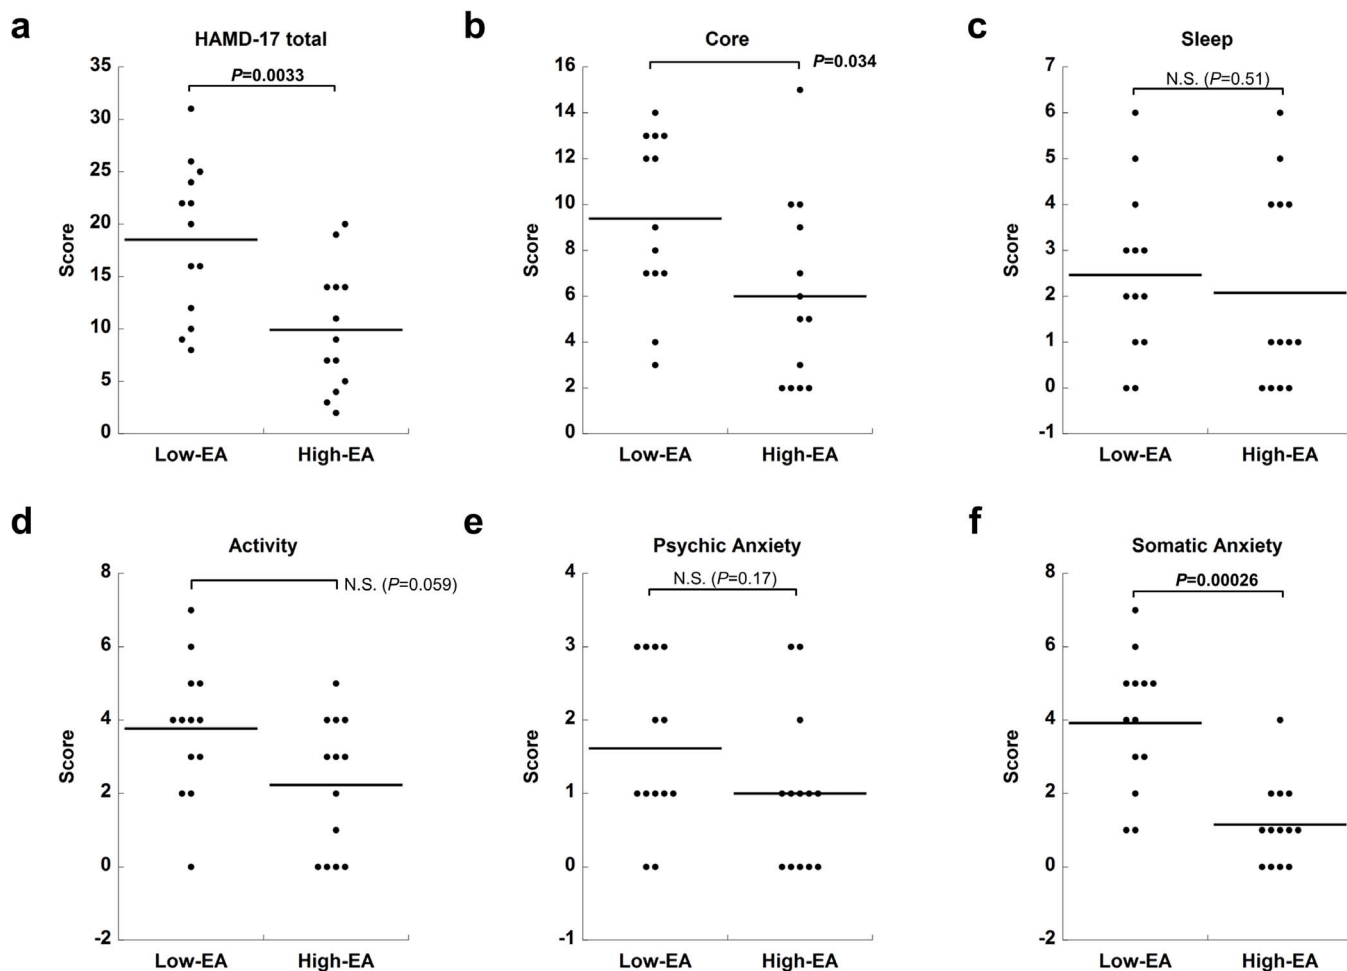 a
HAMD-17 total
35
30
25
20
15
10
5
0
Score
P=0.0033
Low-EA
High-EA
b
Core
16
14
12
10
8
6
4
2
0
Score
P=0.034
Low-EA
High-EA
c
Sleep
7
6
5
4
3
2
1
0
-1
Score
N.S. (P=0.51)
Low-EA
High-EA
d
Activity
8
6
4
2
0
-2
Score
N.S. (P=0.059)
Low-EA
High-EA
e
Psychic Anxiety
4
3
2
1
0
-1
Score
N.S. (P=0.17)
Low-EA
High-EA
f
Somatic Anxiety
8
6
4
2
0
-2
Score
P=0.00026
Low-EA
High-EA